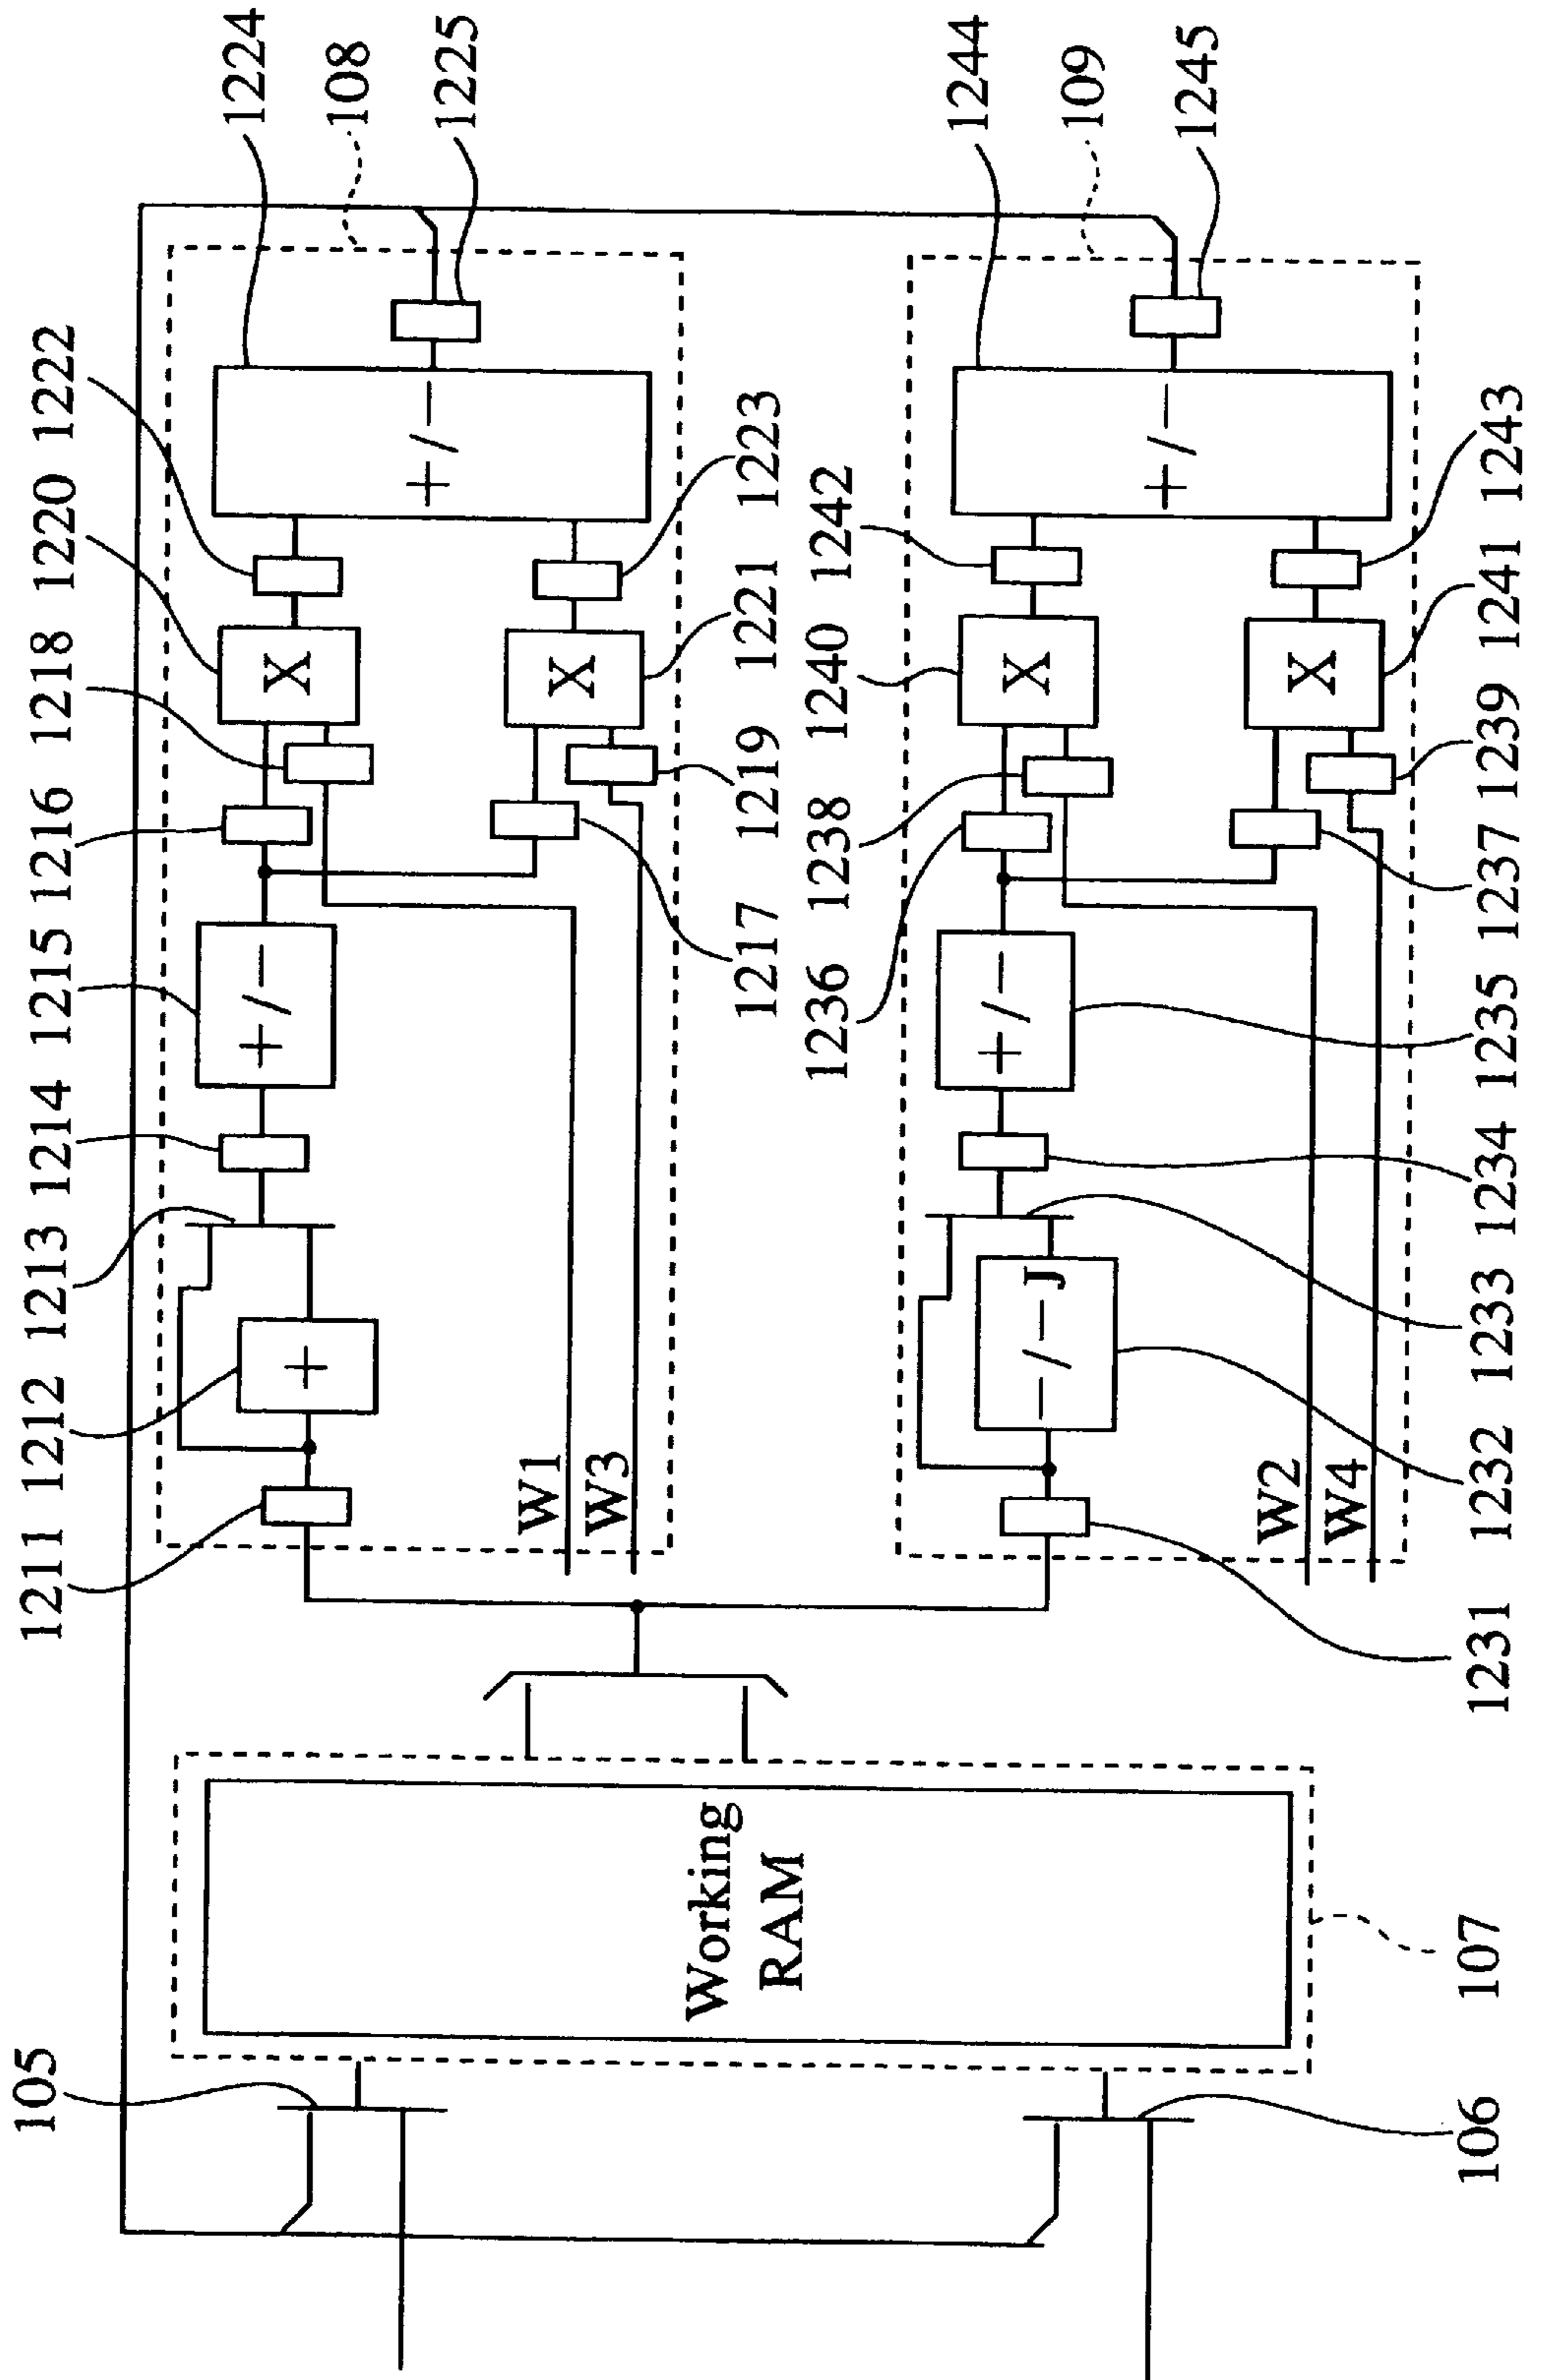 1211 1212 1213 1214 1215 1216 1218 1220 1222
1224
108
1225
105
+
+/−
X
+/−
X
W1
W3
1217 1219 1221 1223
Working
RAM
1236 1238 1240 1242
1244
109
1245
−/−J
+/−
X
+/−
X
W2
W4
106
107
1231 1232 1233 1234 1235 1237 1239 1241 1243